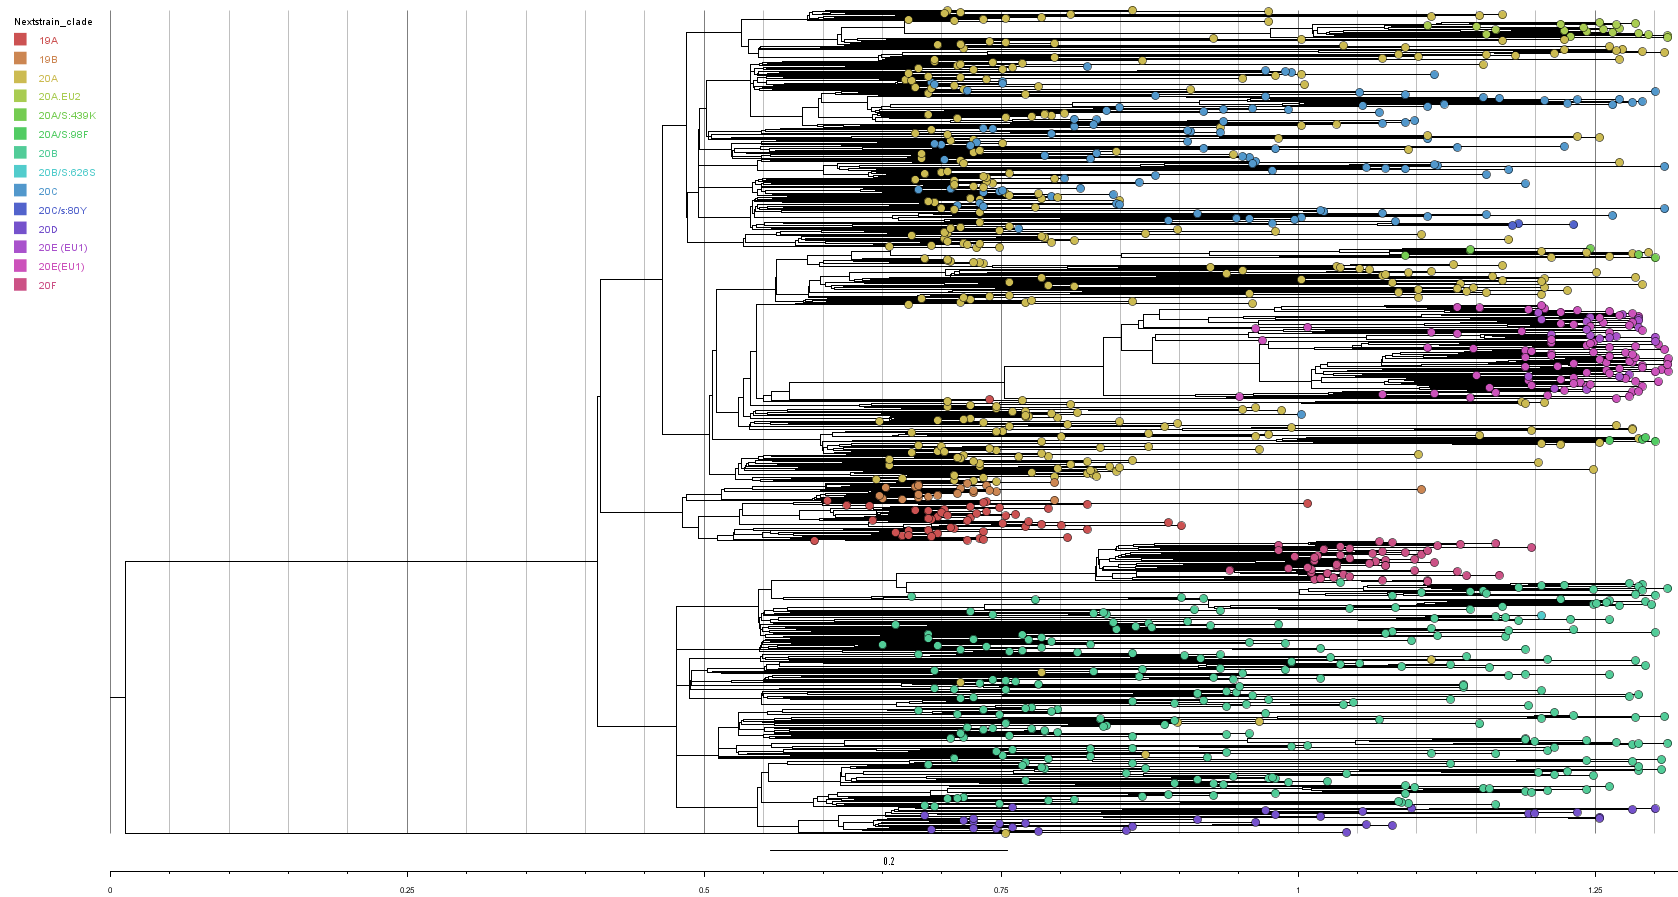 Nextstrain_clade
19A
19B
20A
20A.EU2
20A/S:439K
20A/S:98F
20B
20B/S:626S
20C
20C/s:80Y
20D
20E (EU1)
20E(EU1)
20F
0.2
0 0.25 0.5 0.75 1 1.25